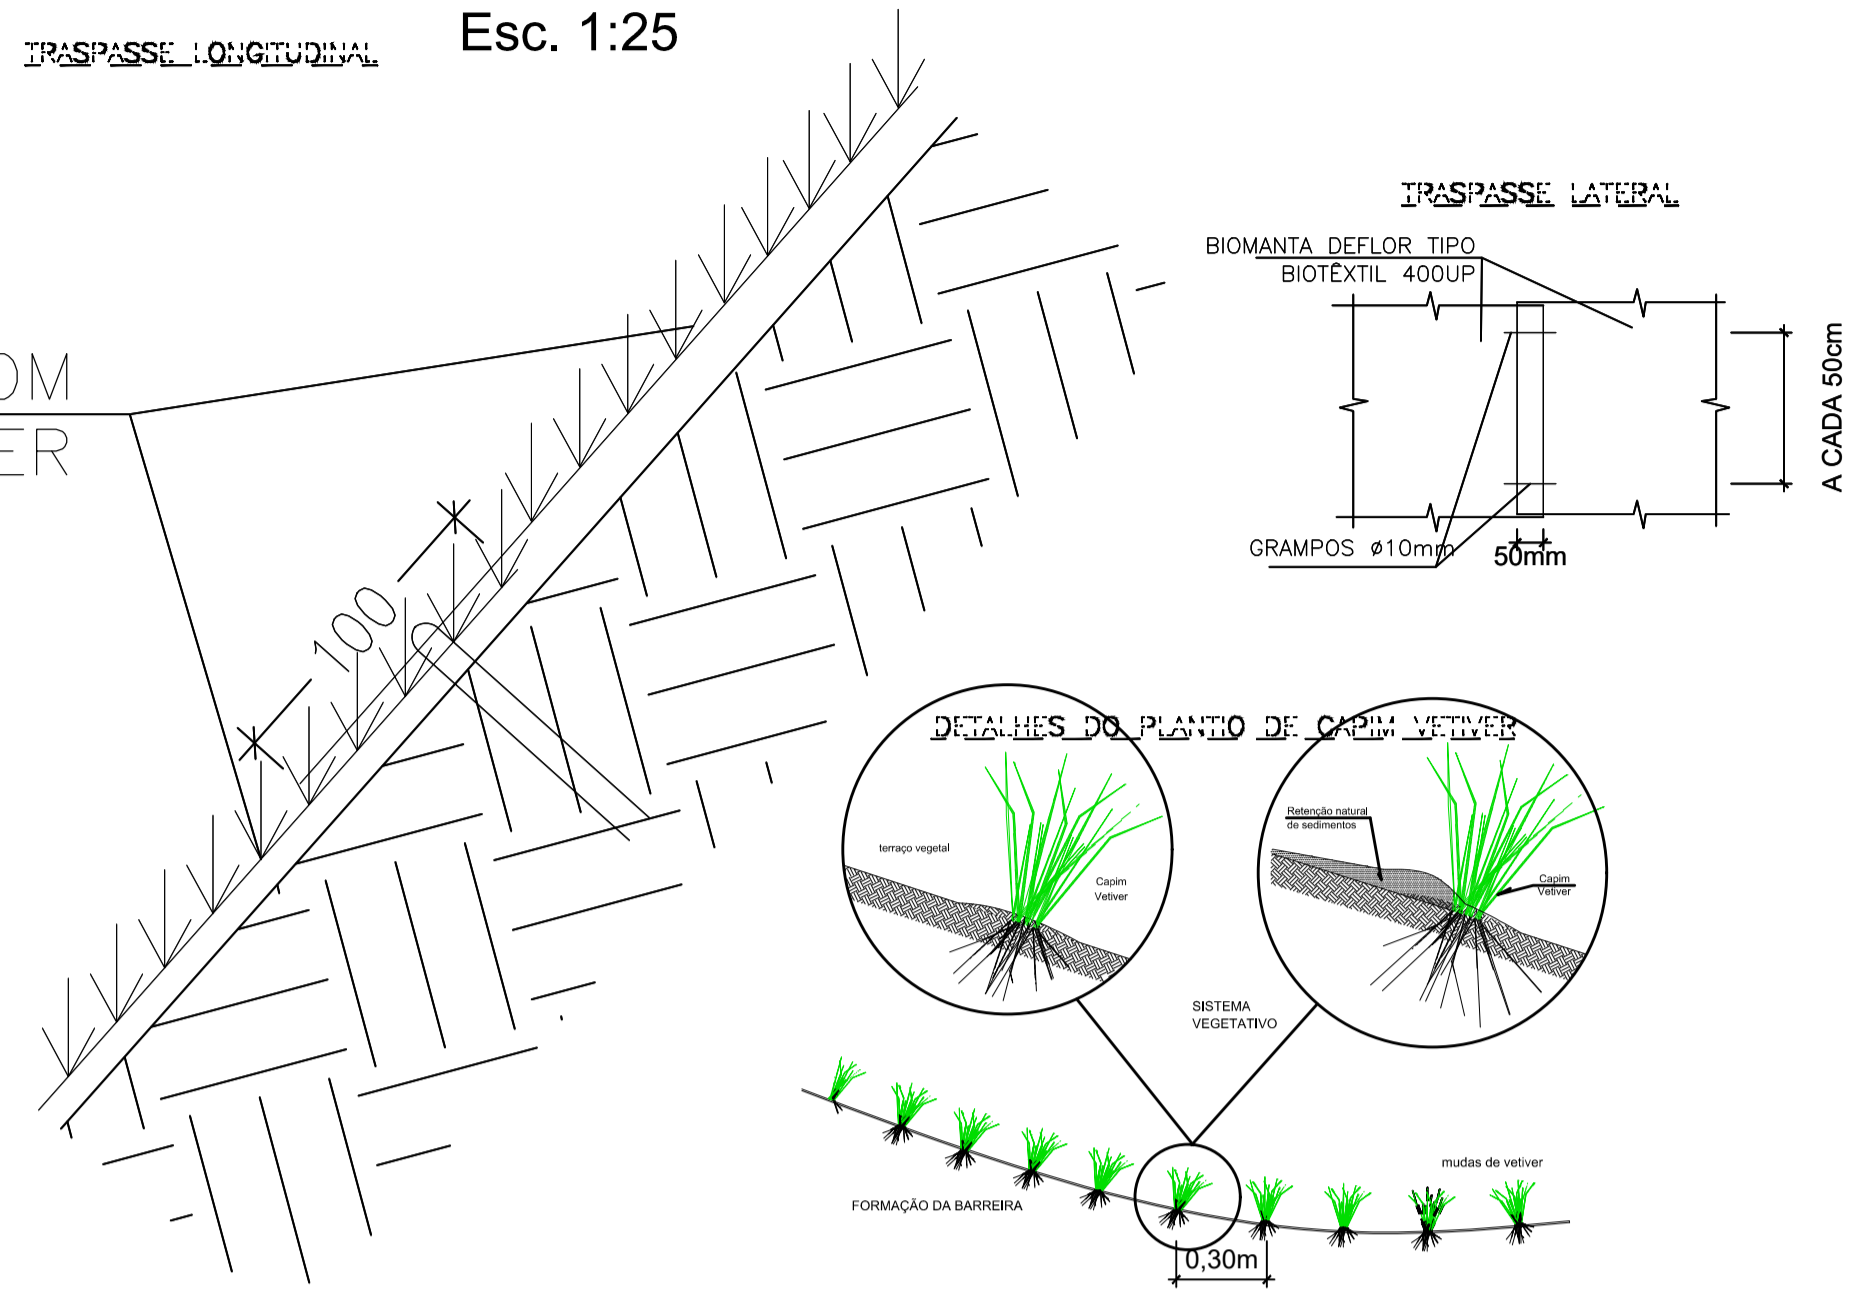 TRASPASSE LONGITUDINAL
Esc. 1:25
OM
ER
100
TRASPASSE LATERAL
BIOMANTA DEFLOR TIPO
BIOTÊXTIL 400UP
A CADA 50cm
GRAMPOS ø10mm
50mm
DETALHES DO PLANTIO DE CAPIM VETIVER
terraço vegetal
Capim
Vetiver
Retenção natural
de sedimentos
Capim
Vetiver
SISTEMA
VEGETATIVO
mudas de vetiver
FORMAÇÃO DA BARREIRA
0,30m